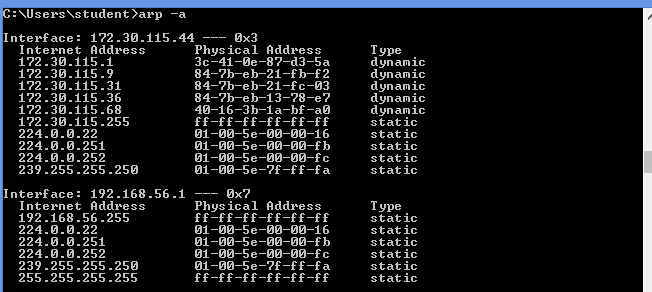 C:\Users\student>arp -a
Interface: 172.30.115.44 --- 0x3
Internet Address Physical Address Type
172.30.115.1 3c-41-0e-87-d3-5a dynamic
172.30.115.9 84-7b-eb-21-fb-f2 dynamic
172.30.115.31 84-7b-eb-21-fc-03 dynamic
172.30.115.36 84-7b-eb-13-78-e7 dynamic
172.30.115.68 40-16-3b-1a-bf-a0 dynamic
172.30.115.255 ff-ff-ff-ff-ff-ff static
224.0.0.22 01-00-5e-00-00-16 static
224.0.0.251 01-00-5e-00-00-fb static
224.0.0.252 01-00-5e-00-00-fc static
239.255.255.250 01-00-5e-7f-ff-fa static
Interface: 192.168.56.1 --- 0x7
Internet Address Physical Address Type
192.168.56.255 ff-ff-ff-ff-ff-ff static
224.0.0.22 01-00-5e-00-00-16 static
224.0.0.251 01-00-5e-00-00-fb static
224.0.0.252 01-00-5e-00-00-fc static
239.255.255.250 01-00-5e-7f-ff-fa static
255.255.255.255 ff-ff-ff-ff-ff-ff static